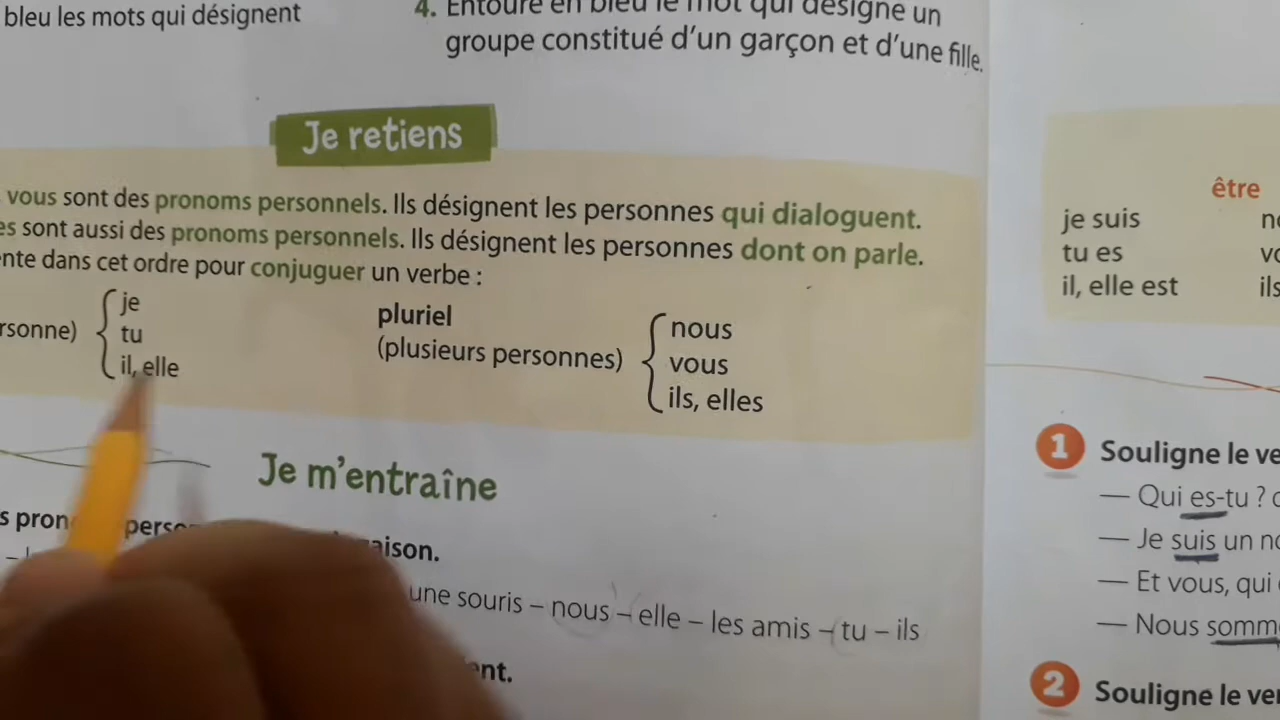 bleu les mots qui désignent
4. Entoure en bleu le mot qui désigne un
groupe constitué d'un garçon et d'une fille.
Je retiens
vous sont des pronoms personnels. Ils désignent les personnes qui dialoguent.
es sont aussi des pronoms personnels. Ils désignent les personnes dont on parle.
nte dans cet ordre pour conjuguer un verbe :
rsonne)
je
tu
il, elle
pluriel
(plusieurs personnes)
nous
vous
ils, elles
Je m'entraîne
s pron perso aison.
une souris – nous – elle – les amis – tu – ils
nt.
être
je suis
tu es
il, elle est
ils
1 Souligne le ve
— Qui es-tu ?
— Je suis un no
— Et vous, qui
— Nous somm
2 Souligne le ve